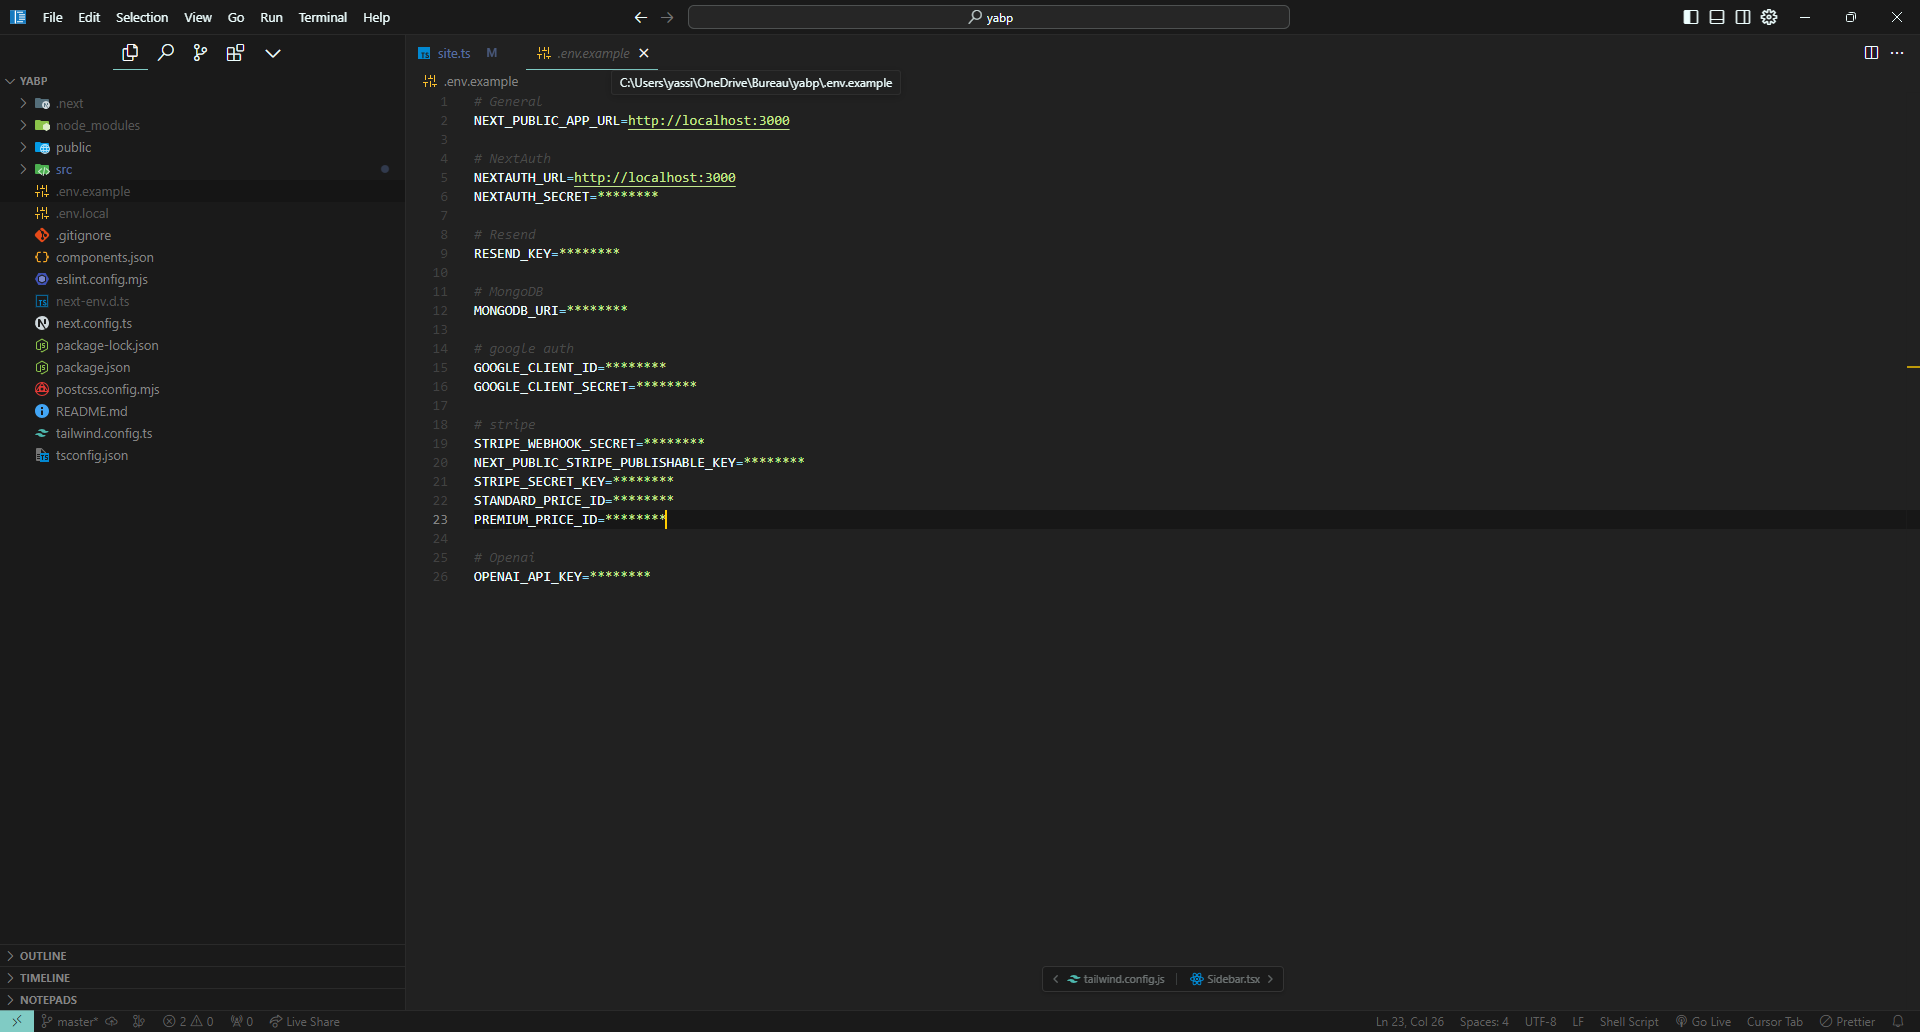 File Edit Selection View Go Run Terminal Help
yabp
site.ts M
.env.example
YABP
.env.example
C:\Users\yassi\OneDrive\Bureau\yabp\.env.example
.next
node_modules
public
src
.env.example
.env.local
.gitignore
components.json
eslint.config.mjs
next-env.d.ts
next.config.ts
package-lock.json
package.json
postcss.config.mjs
README.md
tailwind.config.ts
tsconfig.json
1 # General
2 NEXT_PUBLIC_APP_URL=http://localhost:3000
3
4 # NextAuth
5 NEXTAUTH_URL=http://localhost:3000
6 NEXTAUTH_SECRET=********
7
8 # Resend
9 RESEND_KEY=********
10
11 # MongoDB
12 MONGODB_URI=********
13
14 # google auth
15 GOOGLE_CLIENT_ID=********
16 GOOGLE_CLIENT_SECRET=********
17
18 # stripe
19 STRIPE_WEBHOOK_SECRET=********
20 NEXT_PUBLIC_STRIPE_PUBLISHABLE_KEY=********
21 STRIPE_SECRET_KEY=********
22 STANDARD_PRICE_ID=********
23 PREMIUM_PRICE_ID=********
24
25 # Openai
26 OPENAI_API_KEY=********
OUTLINE
TIMELINE
NOTEPADS
tailwind.config.js
Sidebar.tsx
master* 2 0 0 Live Share
Ln 23, Col 26 Spaces: 4 UTF-8 LF Shell Script Go Live Cursor Tab Prettier